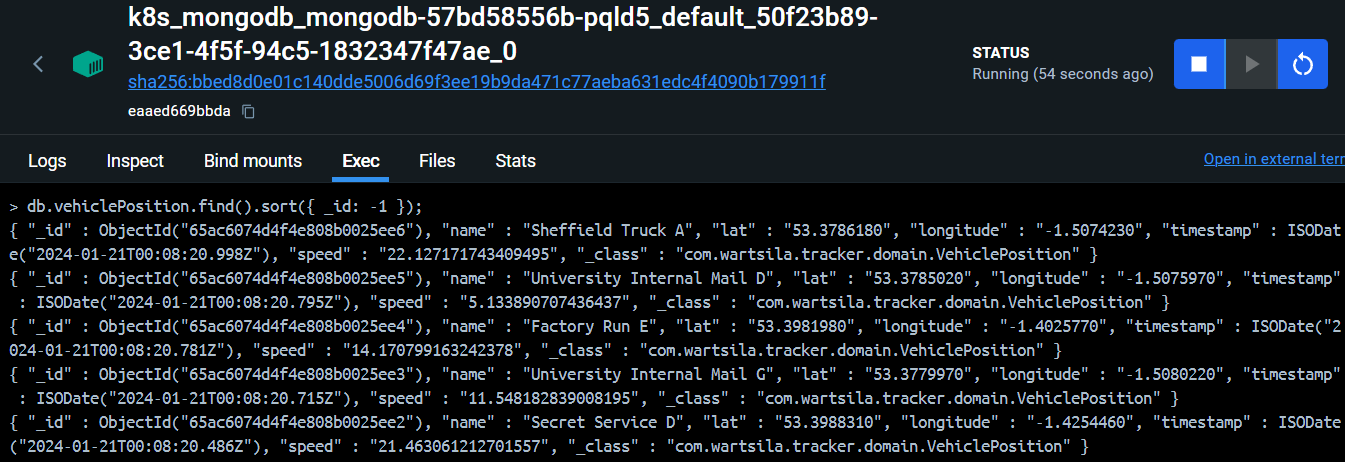 k8s_mongodb_mongodb-57bd58556b-pqld5_default_50f23b89-
3ce1-4f5f-94c5-1832347f47ae_0
sha256:bbed8d0e01c140dde5006d69f3ee19b9da471c77aeba631edc4f4090b179911f
eaaed669bbda
STATUS
Running (54 seconds ago)
Logs Inspect Bind mounts Exec Files Stats Open in external terr
> db.vehiclePosition.find().sort({ _id: -1 });
{ "_id" : ObjectId("65ac6074d4f4e808b0025ee6"), "name" : "Sheffield Truck A", "lat" : "53.3786180", "longitude" : "-1.5074230", "timestamp" : ISODat
e("2024-01-21T00:08:20.998Z"), "speed" : "22.127171743409495", "_class" : "com.wartsila.tracker.domain.VehiclePosition" }
{ "_id" : ObjectId("65ac6074d4f4e808b0025ee5"), "name" : "University Internal Mail D", "lat" : "53.3785020", "longitude" : "-1.5075970", "timestamp"
 : ISODate("2024-01-21T00:08:20.795Z"), "speed" : "5.133890707436437", "_class" : "com.wartsila.tracker.domain.VehiclePosition" }
{ "_id" : ObjectId("65ac6074d4f4e808b0025ee4"), "name" : "Factory Run E", "lat" : "53.3981980", "longitude" : "-1.4025770", "timestamp" : ISODate("2
024-01-21T00:08:20.781Z"), "speed" : "14.170799163242378", "_class" : "com.wartsila.tracker.domain.VehiclePosition" }
{ "_id" : ObjectId("65ac6074d4f4e808b0025ee3"), "name" : "University Internal Mail G", "lat" : "53.3779970", "longitude" : "-1.5080220", "timestamp"
 : ISODate("2024-01-21T00:08:20.715Z"), "speed" : "11.548182839008195", "_class" : "com.wartsila.tracker.domain.VehiclePosition" }
{ "_id" : ObjectId("65ac6074d4f4e808b0025ee2"), "name" : "Secret Service D", "lat" : "53.3988310", "longitude" : "-1.4254460", "timestamp" : ISODate
("2024-01-21T00:08:20.486Z"), "speed" : "21.463061212701557", "_class" : "com.wartsila.tracker.domain.VehiclePosition" }